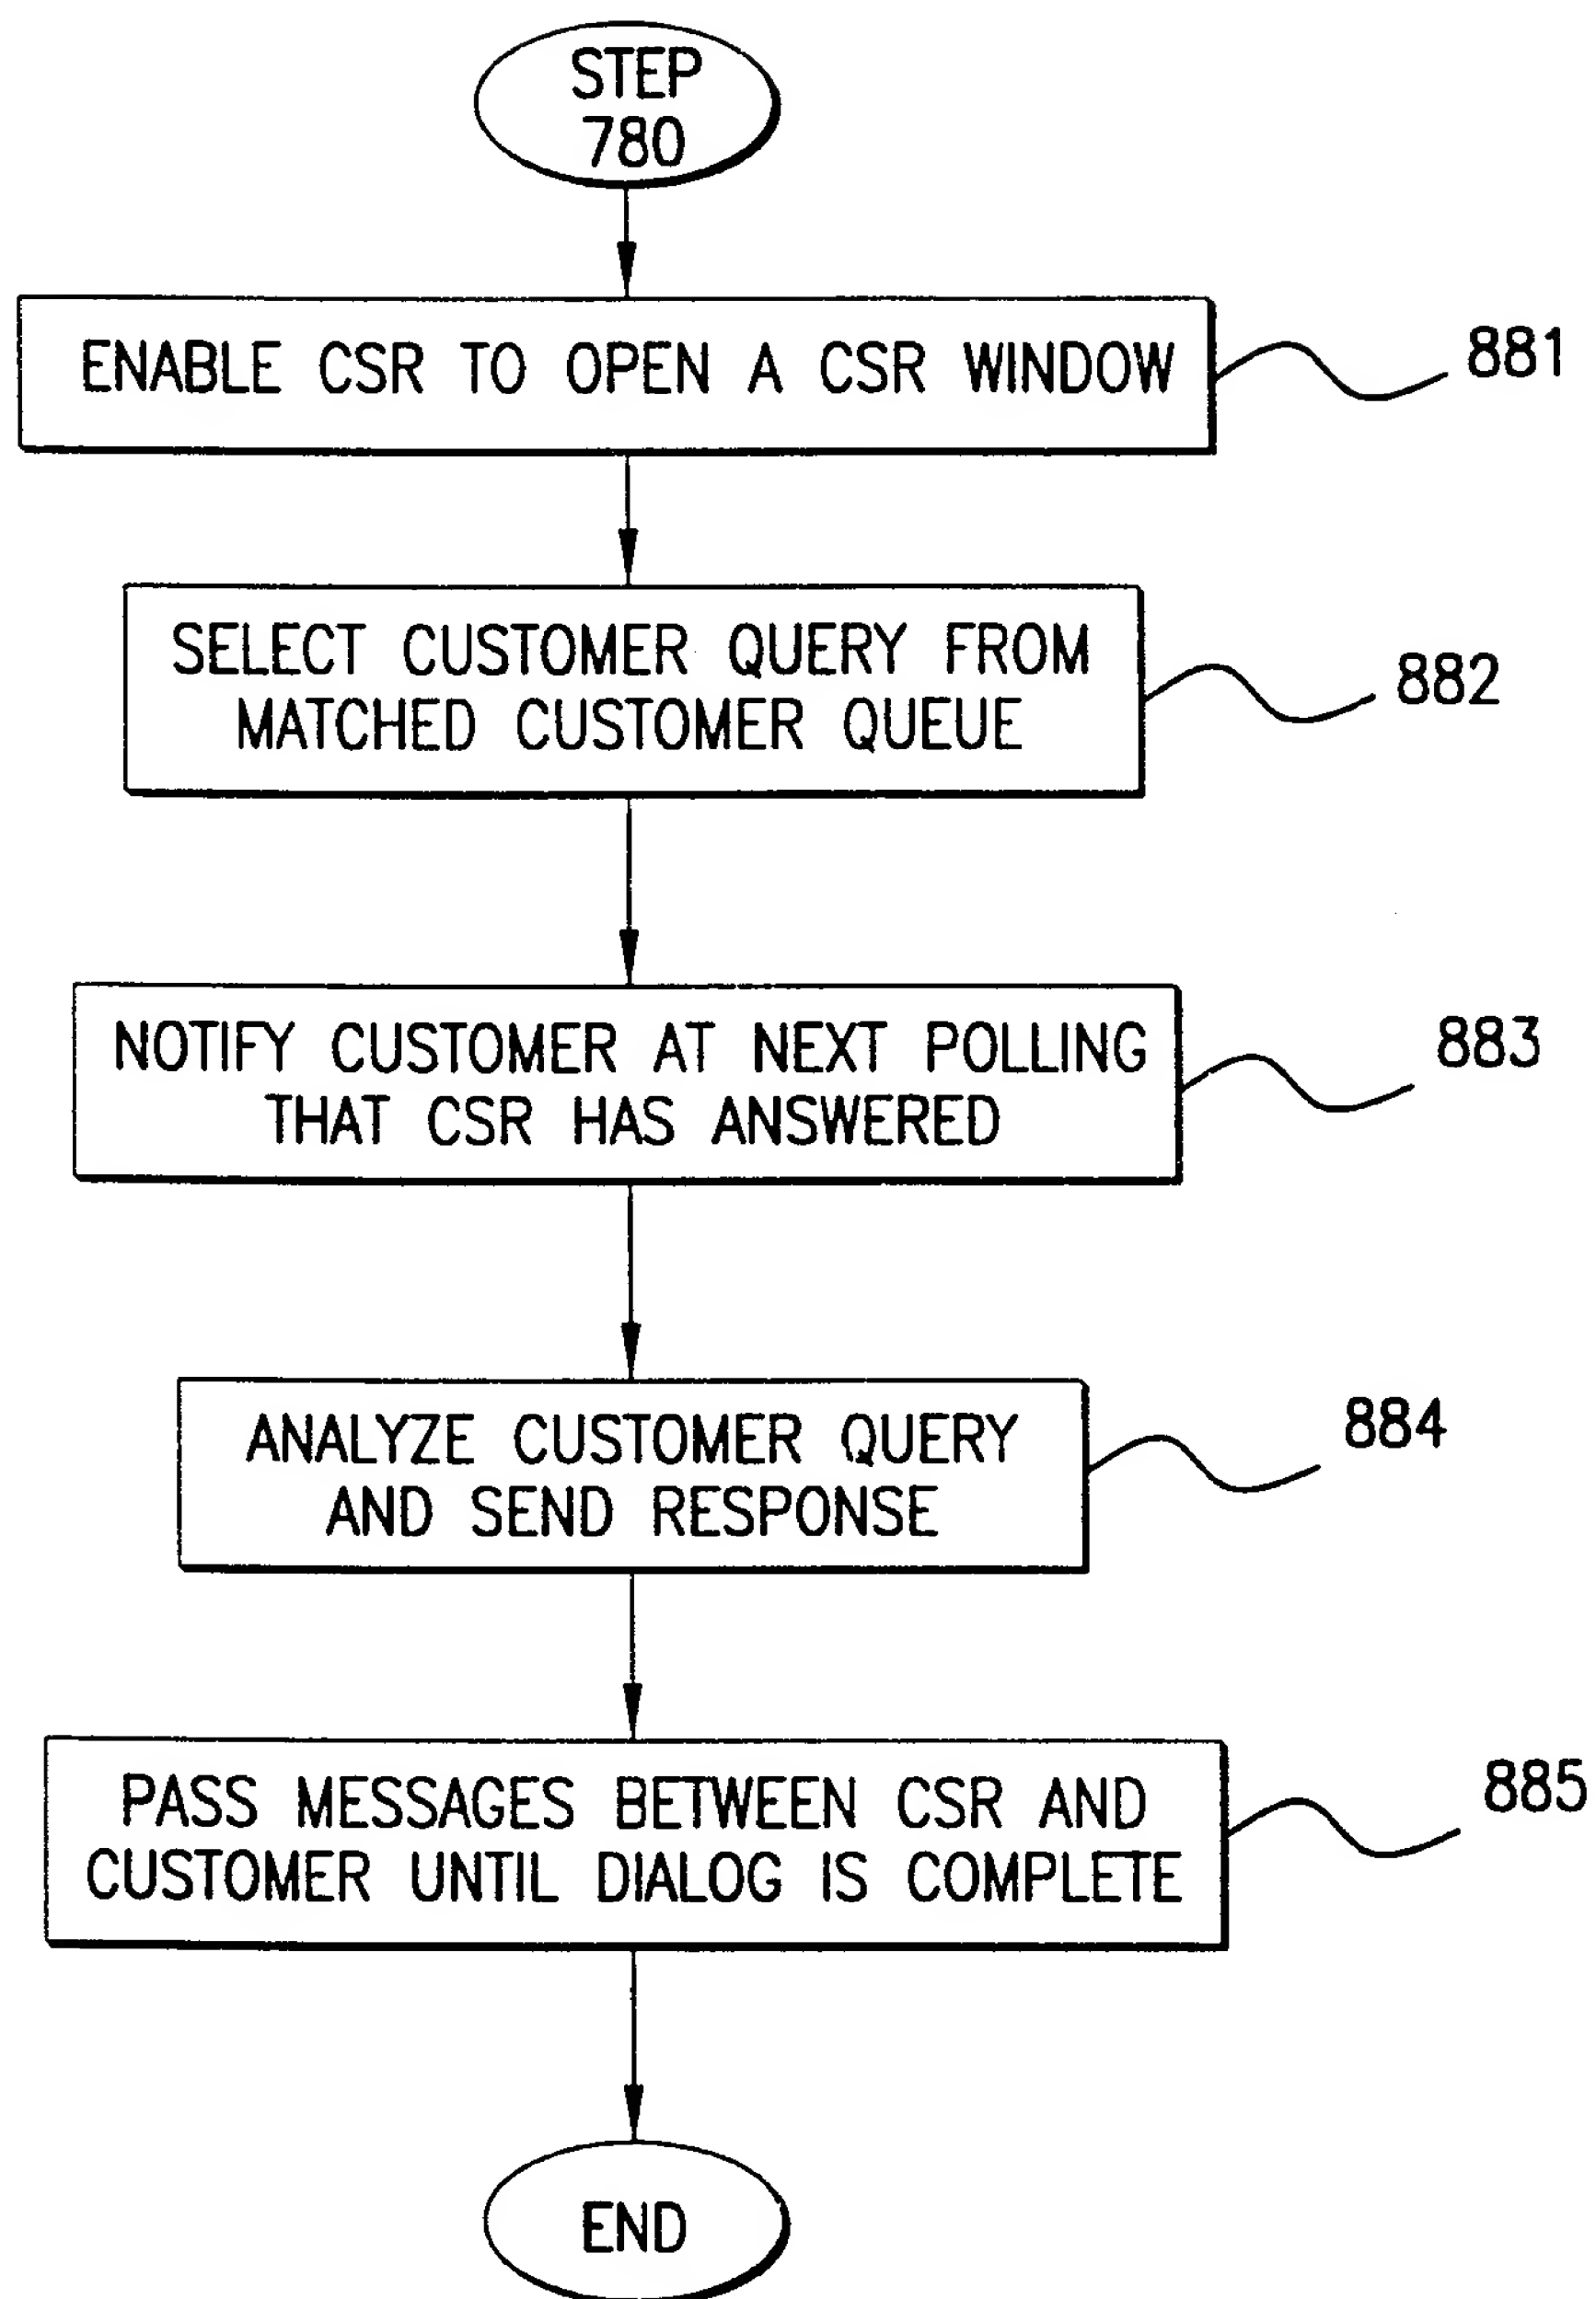 STEP
780
ENABLE CSR TO OPEN A CSR WINDOW
881
SELECT CUSTOMER QUERY FROM
MATCHED CUSTOMER QUEUE
882
NOTIFY CUSTOMER AT NEXT POLLING
THAT CSR HAS ANSWERED
883
ANALYZE CUSTOMER QUERY
AND SEND RESPONSE
884
PASS MESSAGES BETWEEN CSR AND
CUSTOMER UNTIL DIALOG IS COMPLETE
885
END